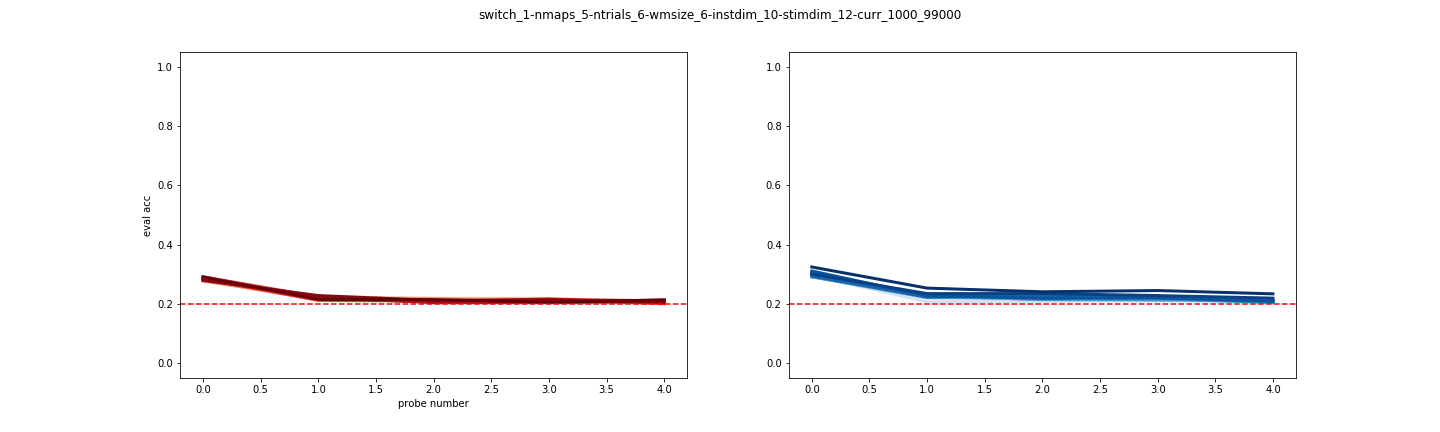 switch_1-nmaps_5-ntrials_6-wmsize_6-instdim_10-stimdim_12-curr_1000_99000
1.0
0.8
0.6
0.4
0.2
0.0
eval acc
0.0 0.5 1.0 1.5 2.0 2.5 3.0 3.5 4.0
probe number
1.0
0.8
0.6
0.4
0.2
0.0
0.0 0.5 1.0 1.5 2.0 2.5 3.0 3.5 4.0